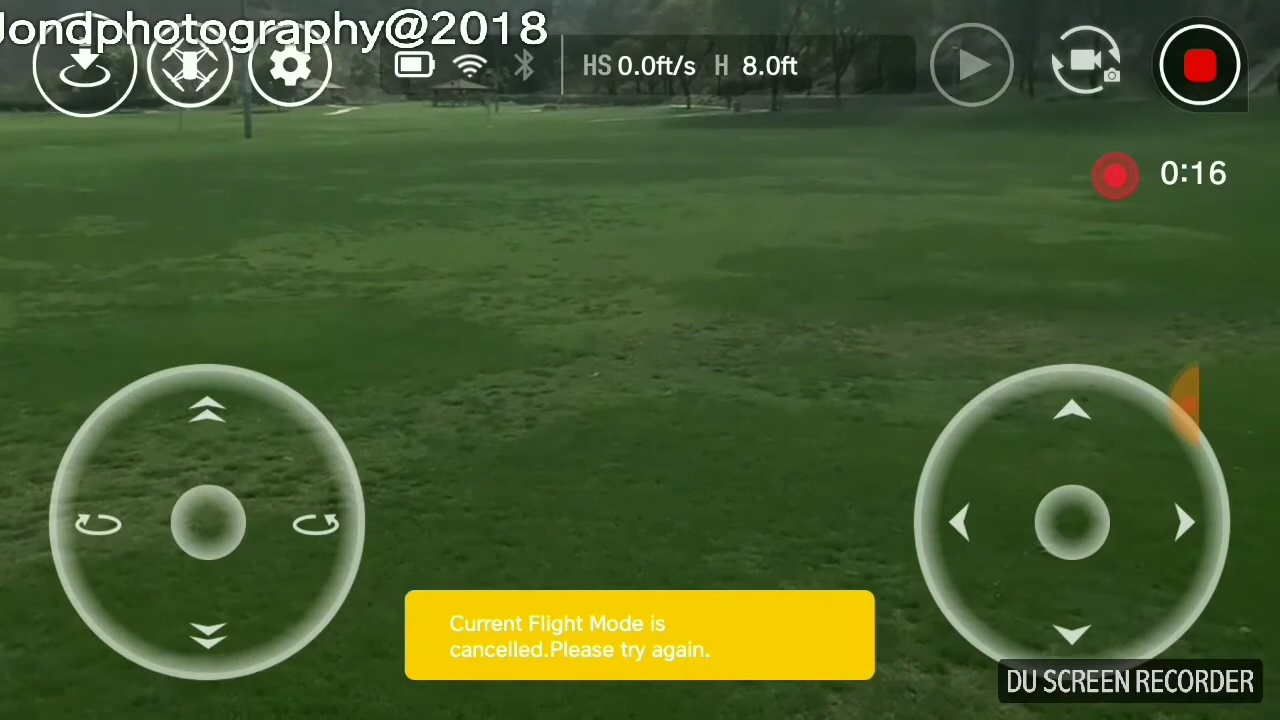 Jondphotography@2018
HS 0.0ft/s H 8.0ft
0:16
Current Flight Mode is
cancelled.Please try again.
DU SCREEN RECORDER